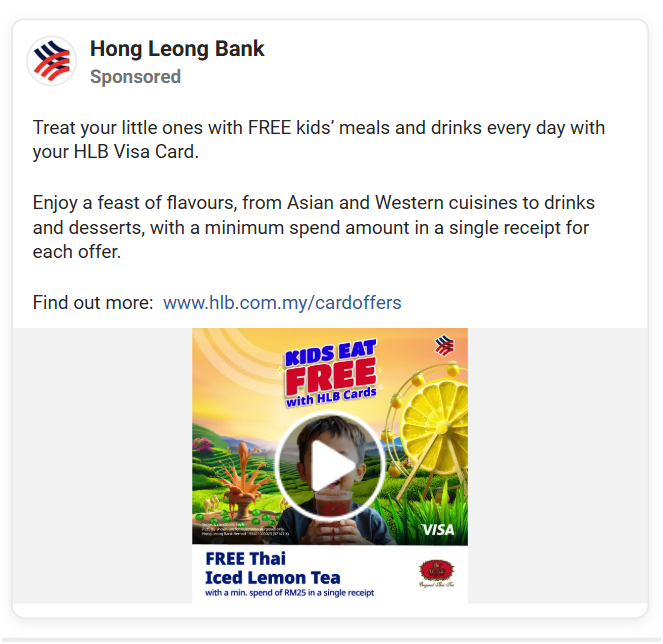 Hong Leong Bank
Sponsored
Treat your little ones with FREE kids’ meals and drinks every day with
your HLB Visa Card.
Enjoy a feast of flavours, from Asian and Western cuisines to drinks
and desserts, with a minimum spend amount in a single receipt for
each offer.
Find out more:  www.hlb.com.my/cardoffers
KIDS EAT
FREE
with HLB Cards
VISA
FREE Thai
Iced Lemon Tea
with a min. spend of RM25 in a single receipt